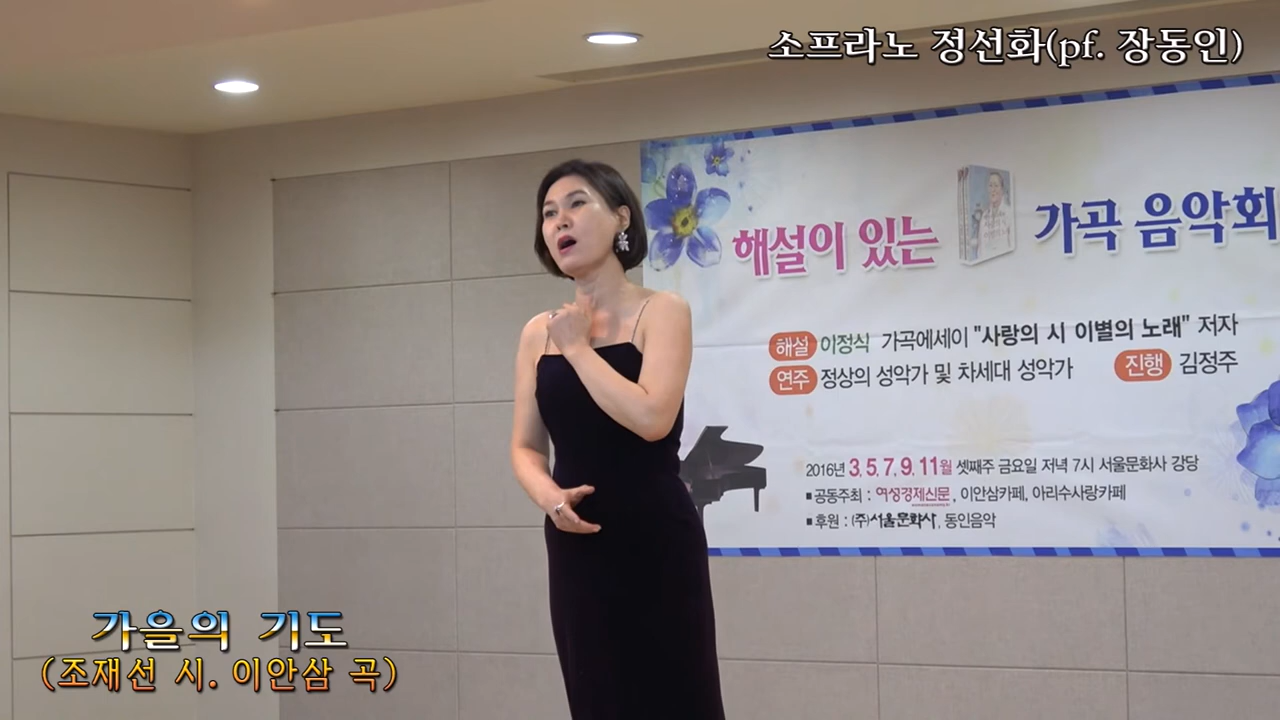 소프라노 정선화(pf. 장동인)
해설이 있는 가곡 음악회
해설 이정식 가곡에세이 "사랑의 시 이별의 노래" 저자
연주 정상의 성악가 및 차세대 성악가 진행 김정주
2016년 3, 5, 7, 9, 11월 셋째주 금요일 저녁 7시 서울문화사 강당
■공동주최 : 여성경제신문, 이안삼카페, 아리수사랑카페
■후원 : (주)서울문화사, 동인음악
가을의 기도
(조재선 시. 이안삼 곡)